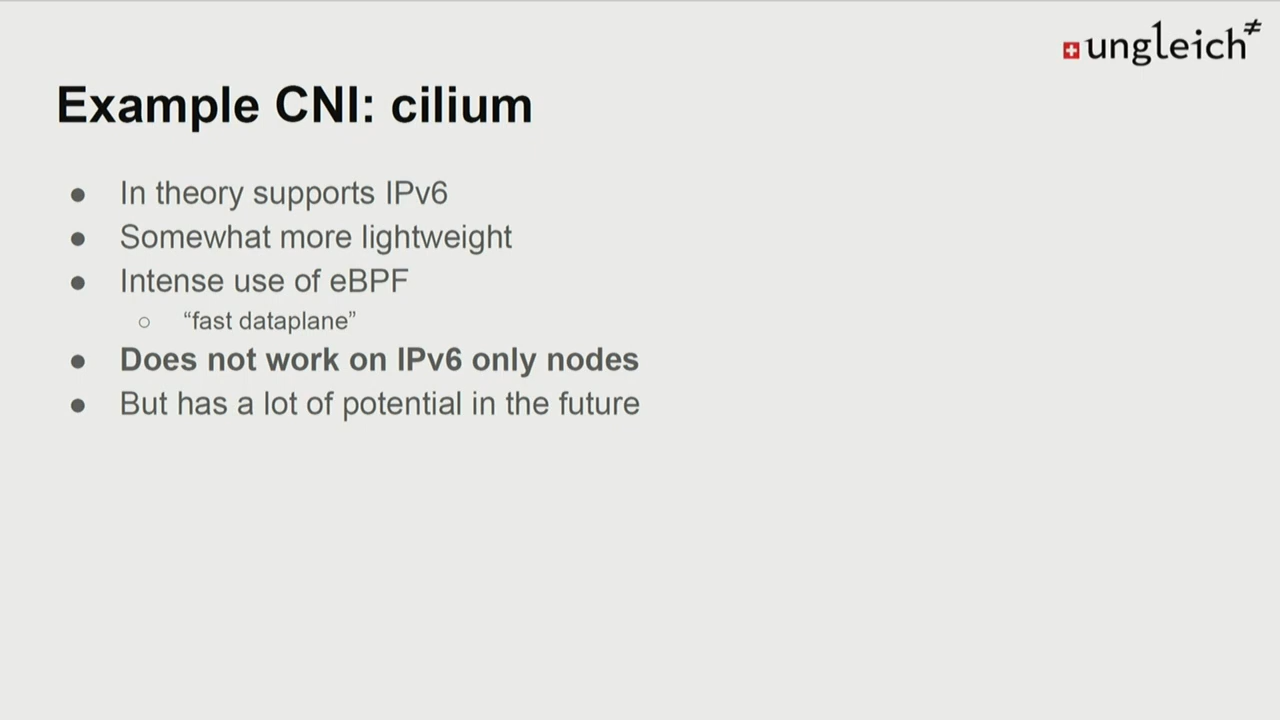 ungleich≠
Example CNI: cilium
● In theory supports IPv6
● Somewhat more lightweight
● Intense use of eBPF
○ “fast dataplane”
● Does not work on IPv6 only nodes
● But has a lot of potential in the future